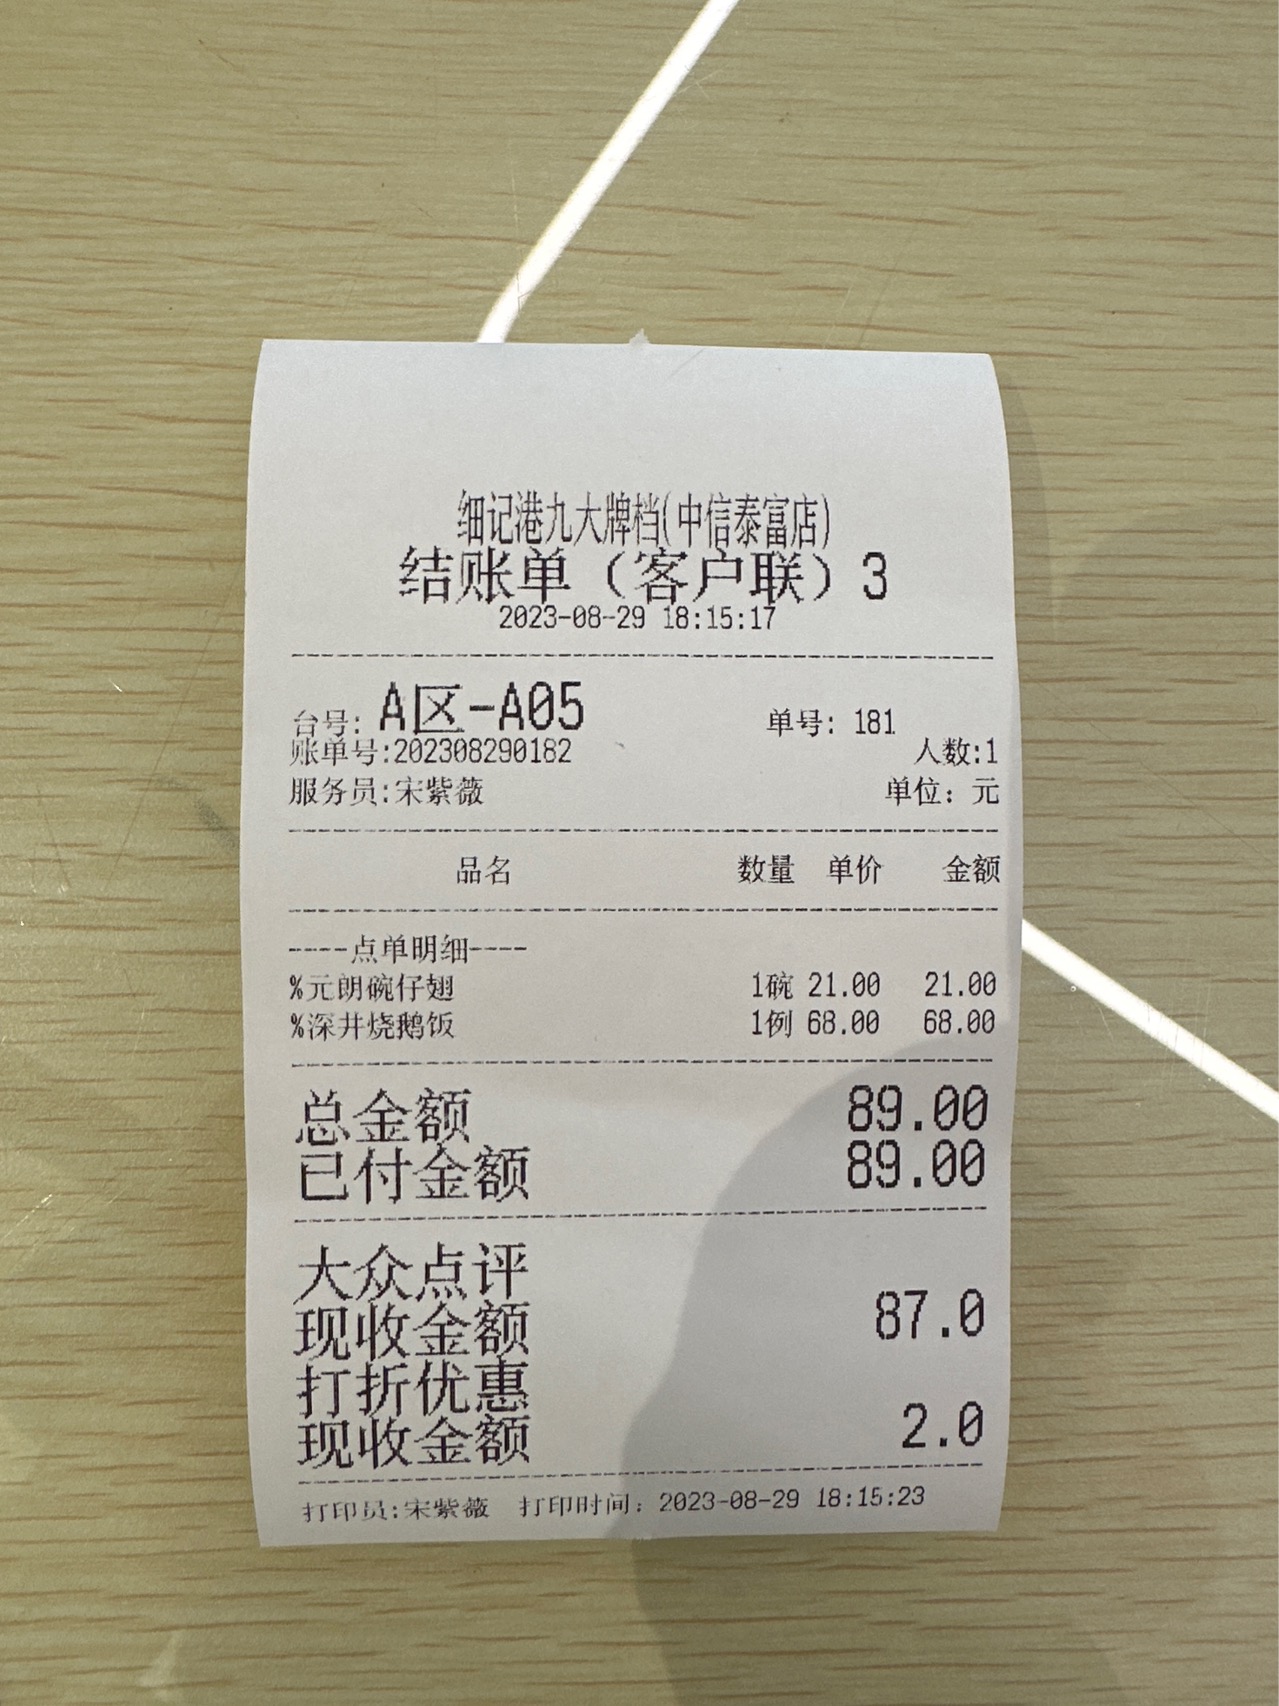 细记港九大牌档(中信泰富店)
结账单（客户联）3
2023-08-29 18:15:17
台号: A区-A05 单号: 181
账单号:202308290182 人数:1
服务员:宋紫薇 单位: 元
品名 数量 单价 金额
----点单明细----
%元朗碗仔翅 1碗 21.00 21.00
%深井烧鹅饭 1例 68.00 68.00
总金额 89.00
已付金额 89.00
大众点评
现收金额 87.0
打折优惠
现收金额 2.0
打印员:宋紫薇 打印时间: 2023-08-29 18:15:23